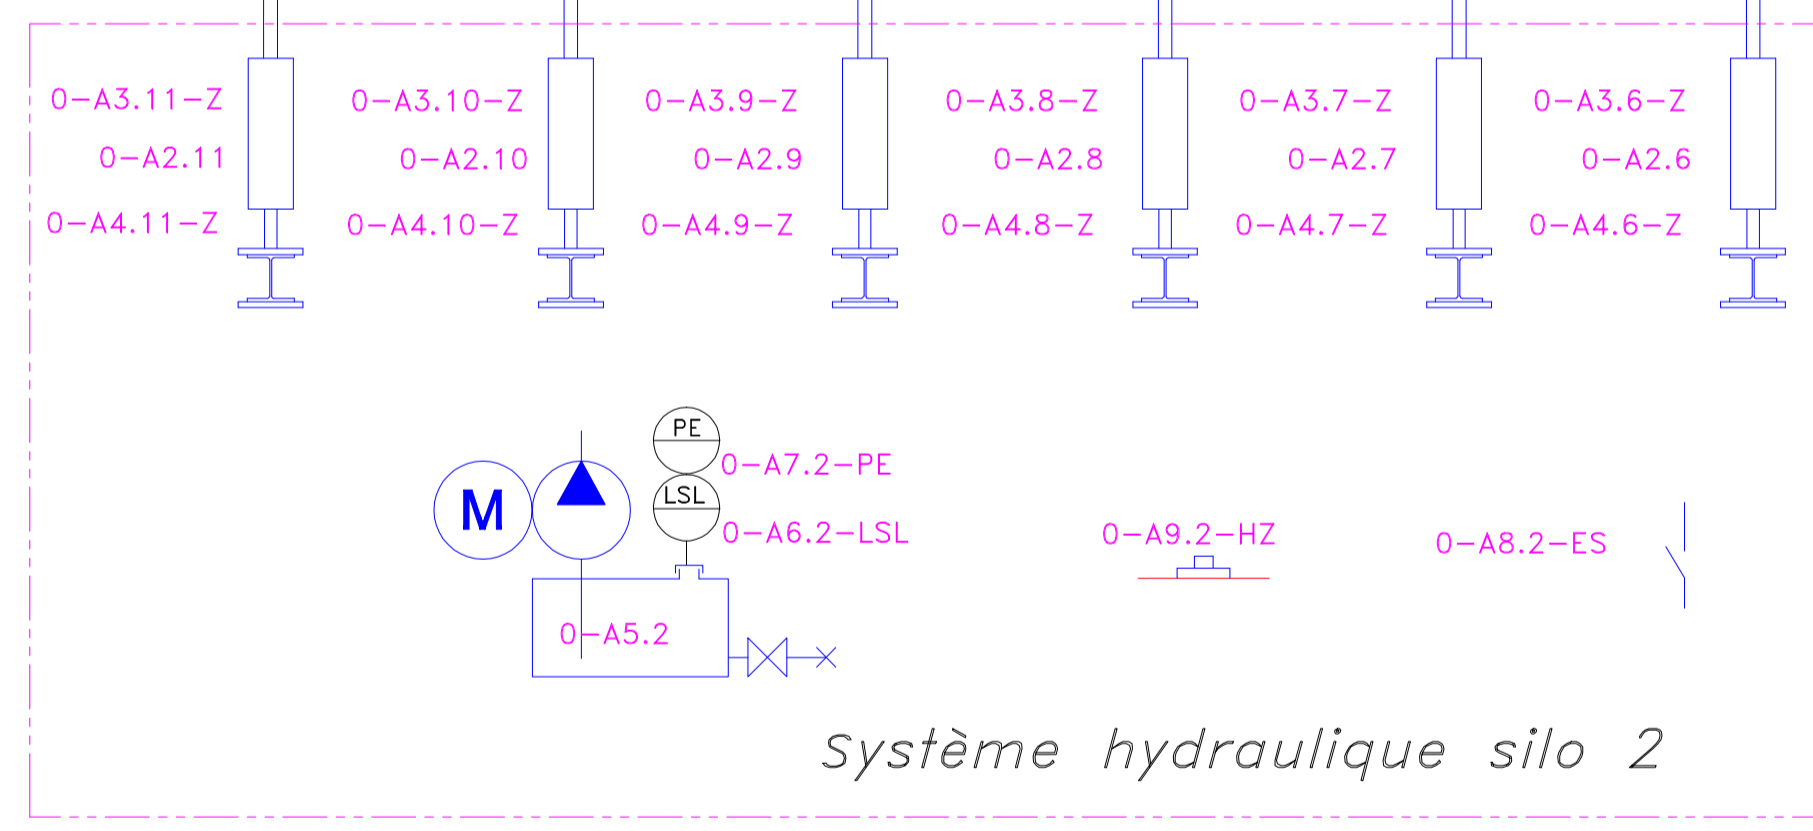 0-A3.11-Z 0-A3.10-Z 0-A3.9-Z 0-A3.8-Z 0-A3.7-Z 0-A3.6-Z
0-A2.11 0-A2.10 0-A2.9 0-A2.8 0-A2.7 0-A2.6
0-A4.11-Z 0-A4.10-Z 0-A4.9-Z 0-A4.8-Z 0-A4.7-Z 0-A4.6-Z
PE
0-A7.2-PE
LSL
M
0-A6.2-LSL 0-A9.2-HZ 0-A8.2-ES
0-A5.2
Système hydraulique silo 2